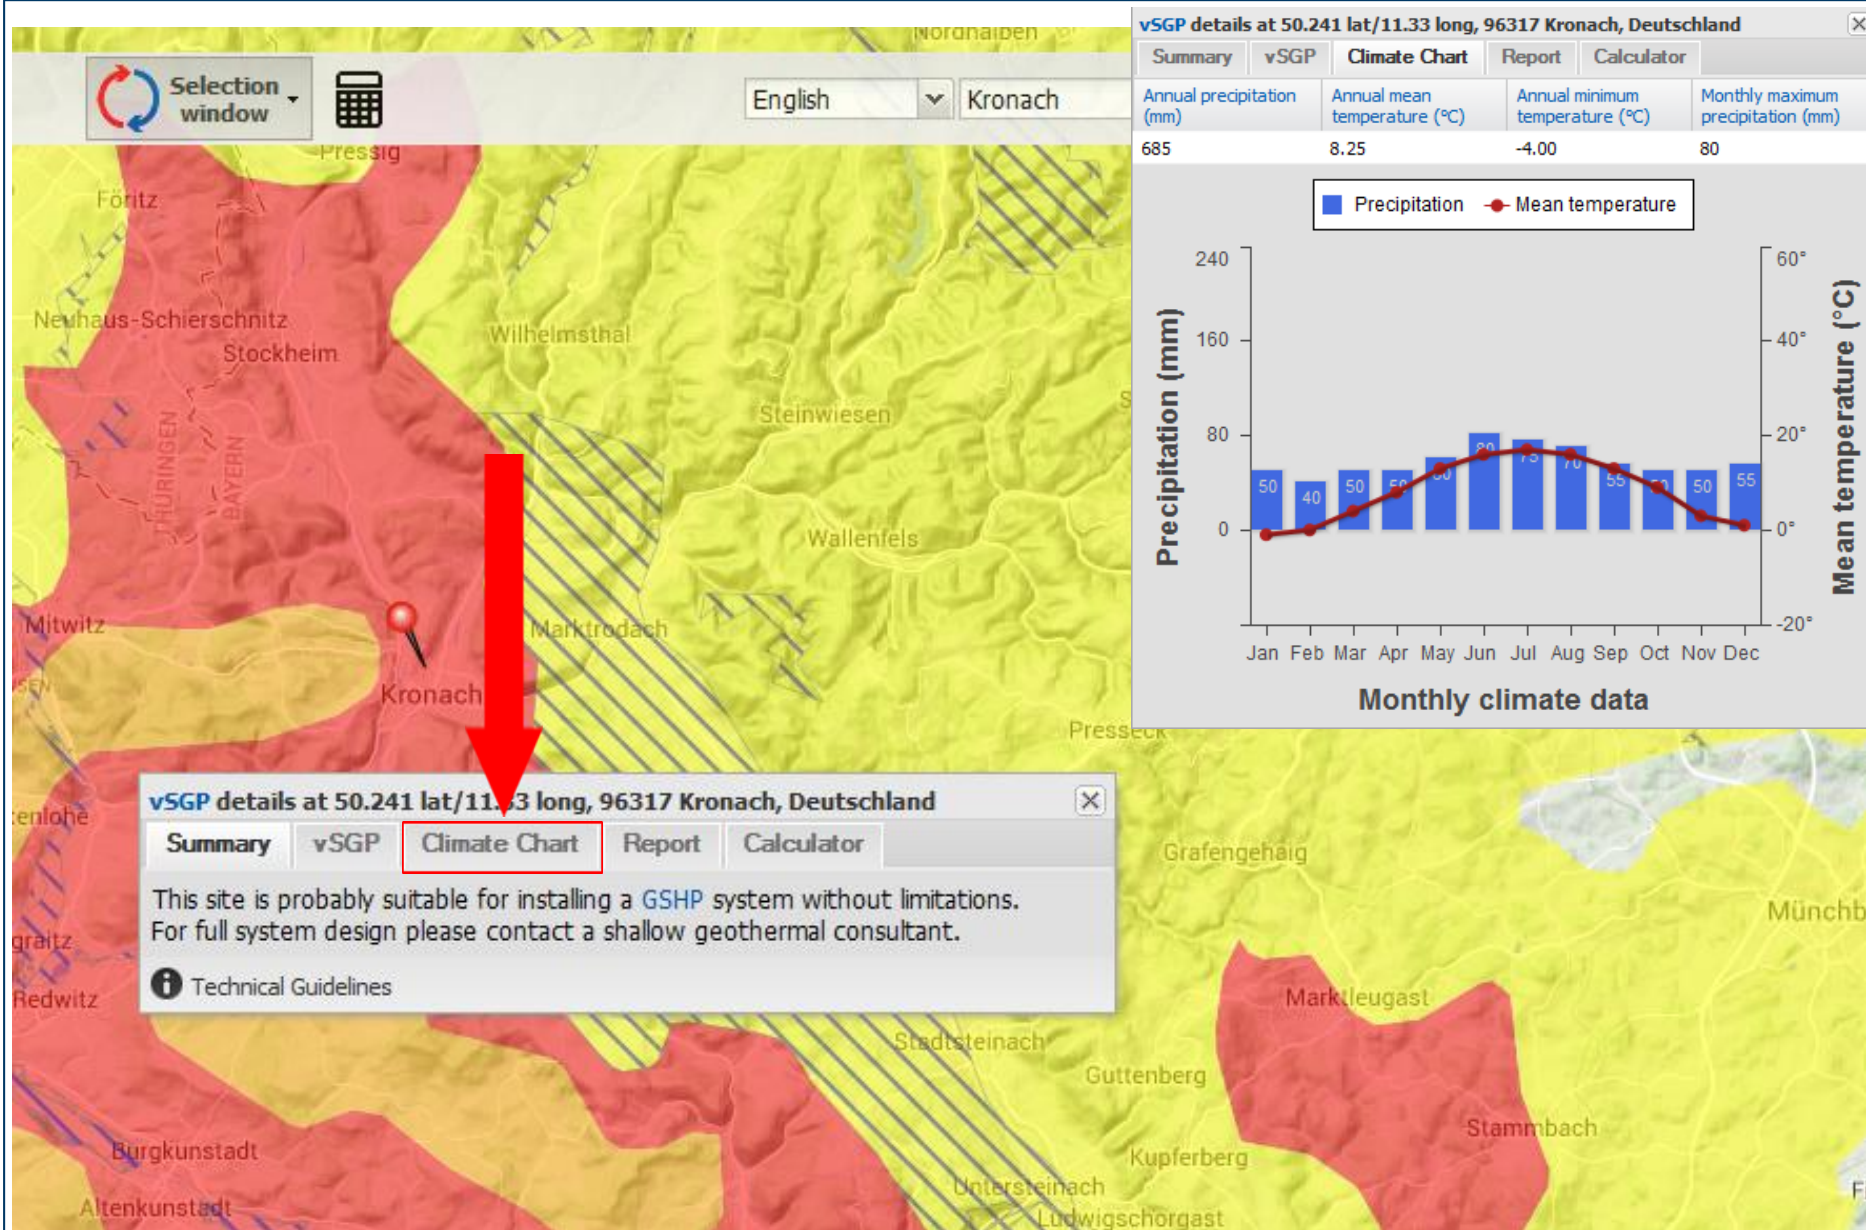 Nordhalben
Selection
window
English
Kronach
Pressig
Föritz
Neuhaus-Schierschnitz
Stockheim
Wilhelmsthal
Steinwiesen
THÜRINGEN
BAYERN
Wallenfels
Mitwitz
Marktrodach
Kronach
Presseck
vSGP details at 50.241 lat/11.33 long, 96317 Kronach, Deutschland
Summary vSGP Climate Chart Report Calculator
Annual precipitation (mm) Annual mean temperature (°C) Annual minimum temperature (°C) Monthly maximum precipitation (mm)
685 8.25 -4.00 80
Precipitation Mean temperature
240 60°
160 40°
80 20°
0 0°
-20°
Precipitation (mm)
Mean temperature (°C)
50 40 50 50 60 80 75 70 55 50 50 55
Jan Feb Mar Apr May Jun Jul Aug Sep Oct Nov Dec
Monthly climate data
vSGP details at 50.241 lat/11.33 long, 96317 Kronach, Deutschland
Summary vSGP Climate Chart Report Calculator
This site is probably suitable for installing a GSHP system without limitations.
For full system design please contact a shallow geothermal consultant.
Technical Guidelines
Grafengehaig
Münchb
Redwitz
Marktleugast
Stadtsteinach
Guttenberg
Stammbach
Burgkunstadt
Kupferberg
Untersteinach
Altenkunstadt
Ludwigschorgast